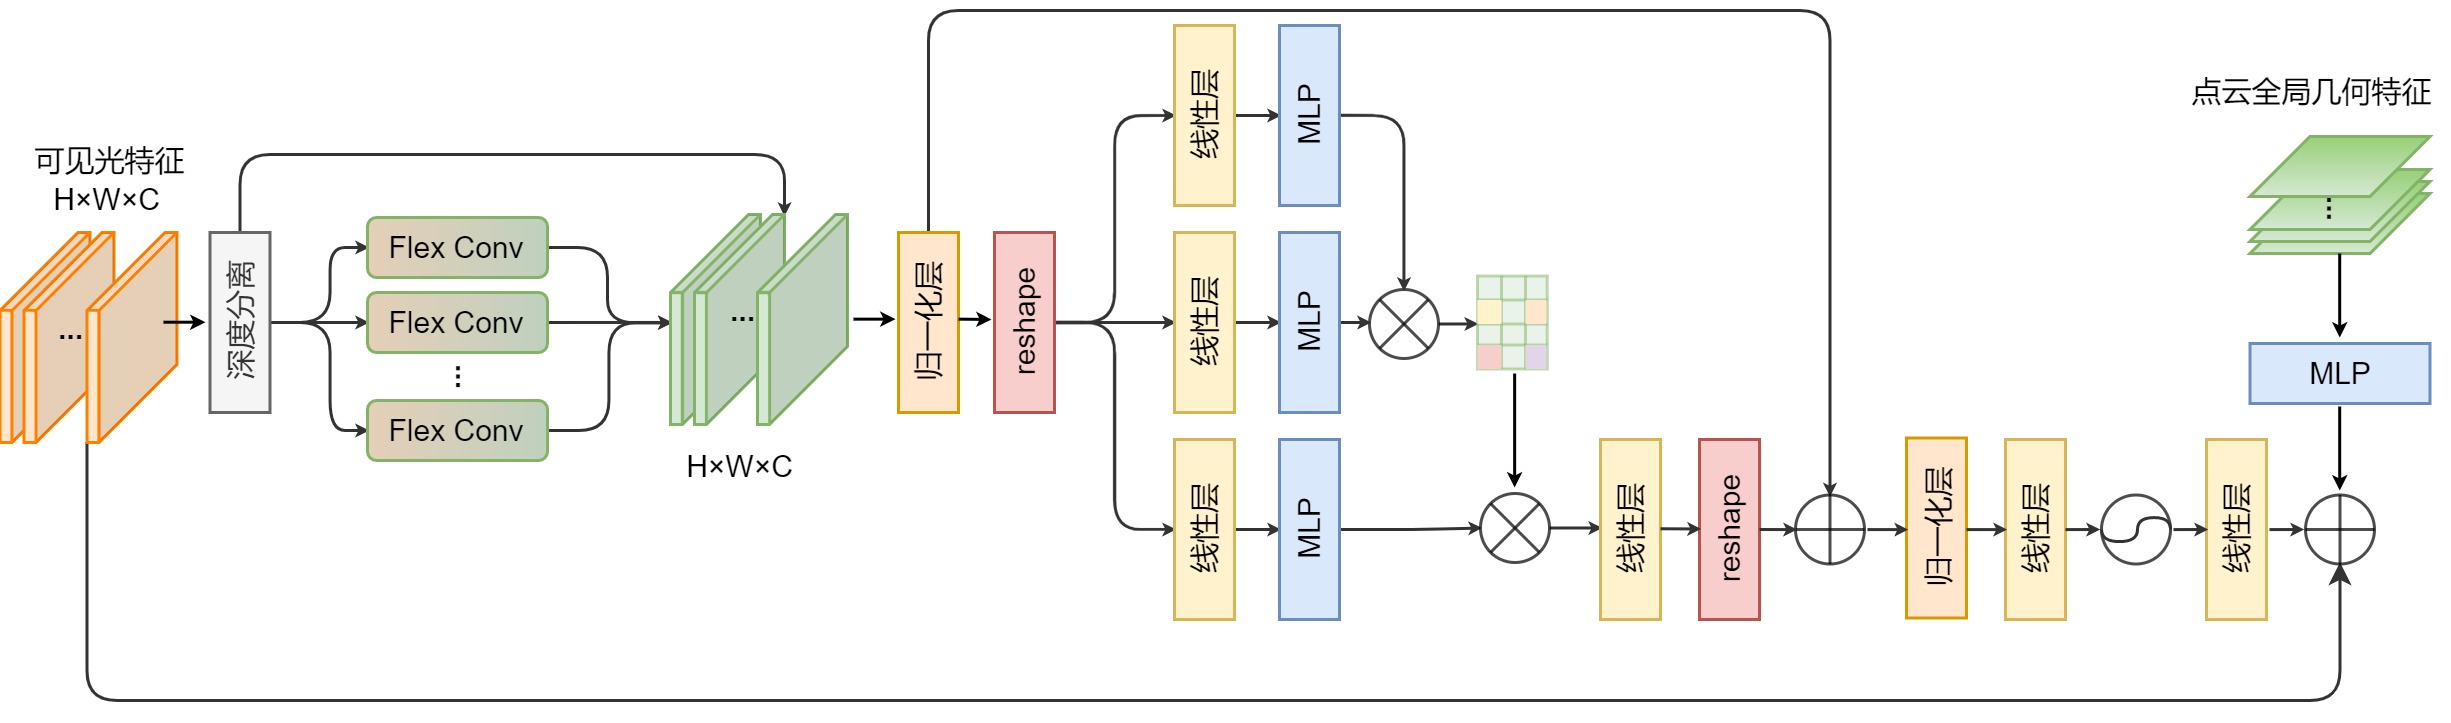 可见光特征
H×W×C
...
深度分离
Flex Conv
Flex Conv
...
Flex Conv
...
H×W×C
归一化层
reshape
线性层
MLP
线性层
MLP
线性层
MLP
线性层
reshape
归一化层
线性层
线性层
点云全局几何特征
...
MLP